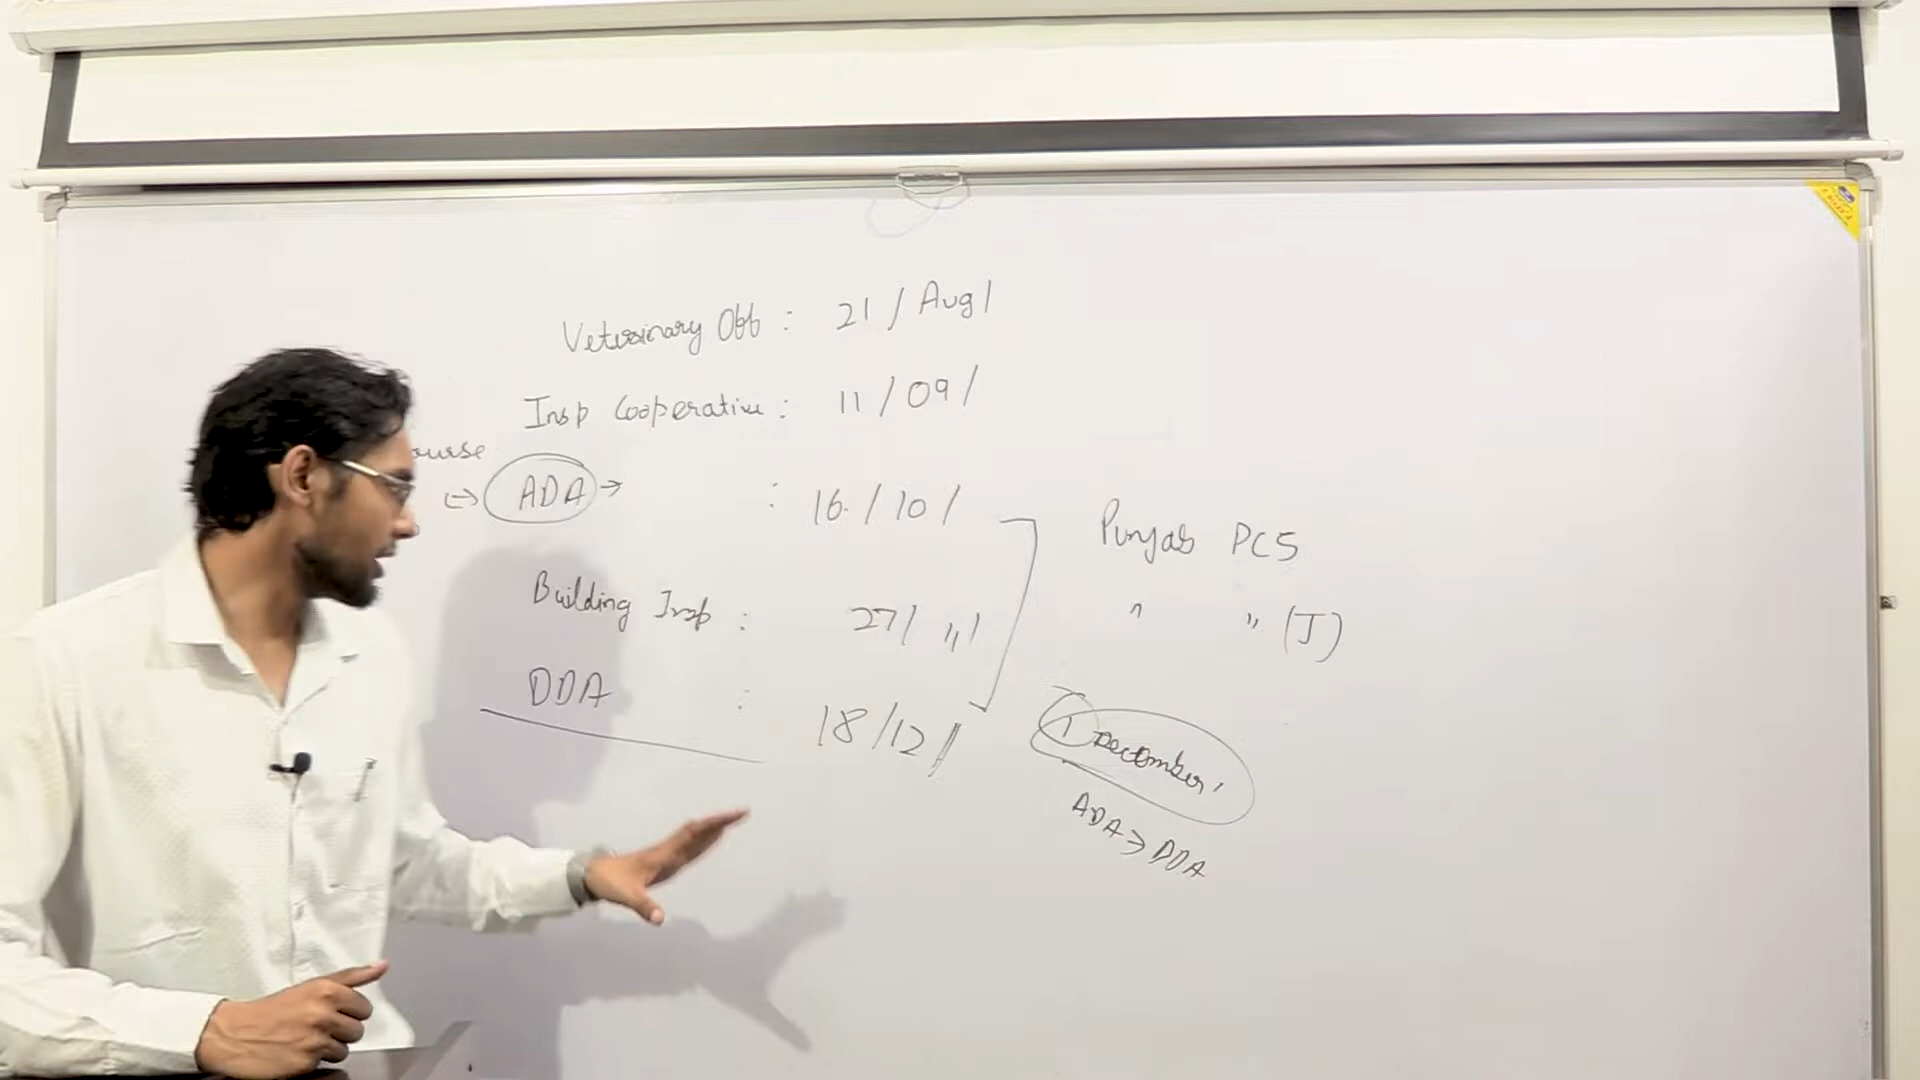 Veterinary Off : 21 / Aug /
Insp Cooperative : 11 / 09 /
ourse
ADA → : 16 / 10 /
Building Insp : 27 / ,, /
DDA : 18/12/
Punjab PCS
" " (J)
1 December
ADA → DDA